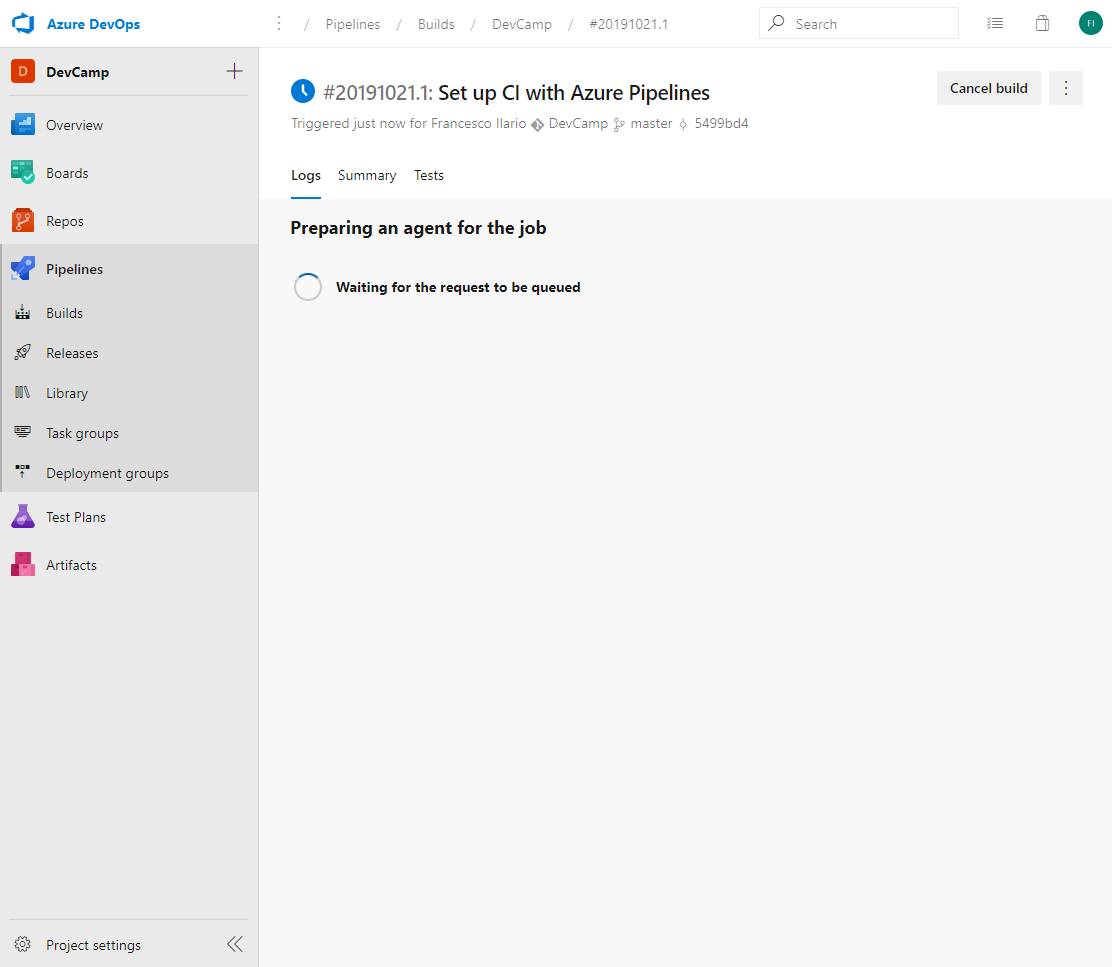 Azure DevOps
/ Pipelines / Builds / DevCamp / #20191021.1
Search
FI
D DevCamp
Overview
Boards
Repos
Pipelines
Builds
Releases
Library
Task groups
Deployment groups
Test Plans
Artifacts
Project settings
#20191021.1: Set up CI with Azure Pipelines
Cancel build
Triggered just now for Francesco Ilario DevCamp master 5499bd4
Logs Summary Tests
Preparing an agent for the job
Waiting for the request to be queued